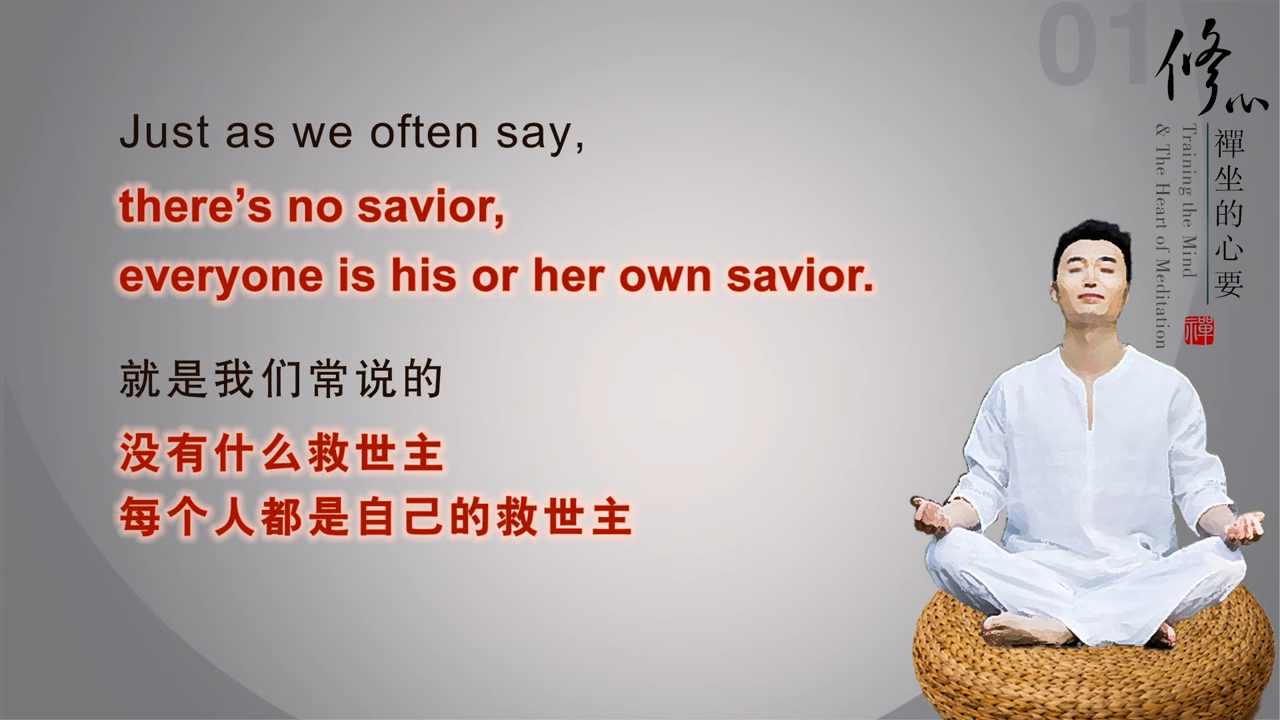 Just as we often say,
there’s no savior,
everyone is his or her own savior.
就是我们常说的
没有什么救世主
每个人都是自己的救世主
01
修心
禪坐的心要
Training the Mind
& The Heart of Meditation
禪